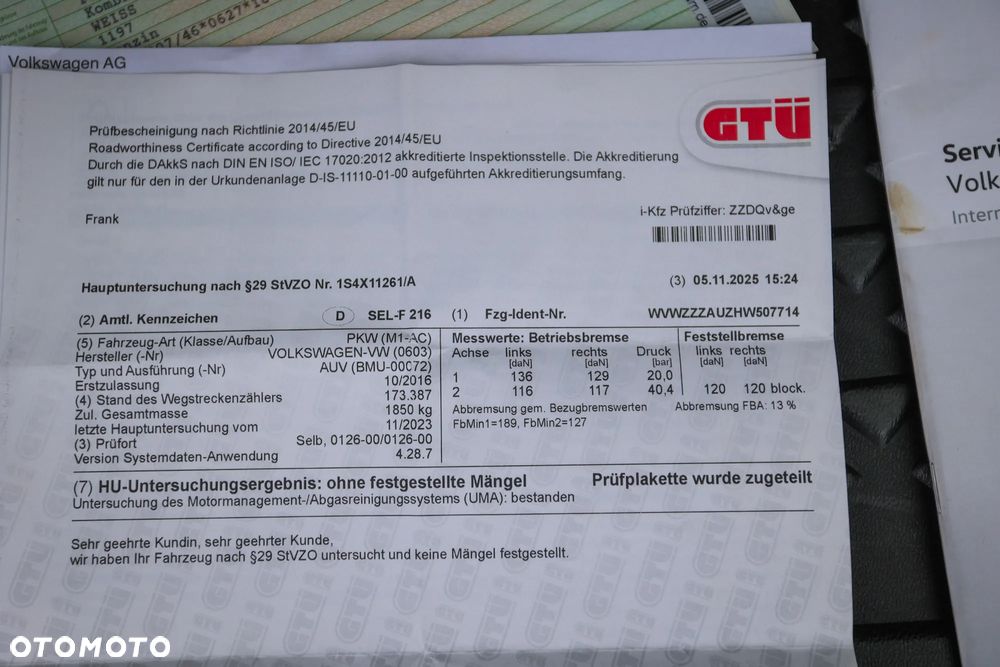 Komb
WEISS
1197
07/46*0627*1
Volkswagen AG
GTÜ
Prüfbescheinigung nach Richtlinie 2014/45/EU
Roadworthiness Certificate according to Directive 2014/45/EU
Durch die DAkkS nach DIN EN ISO/ IEC 17020:2012 akkreditierte Inspektionsstelle. Die Akkreditierung
gilt nur für den in der Urkundenanlage D-IS-11110-01-00 aufgeführten Akkreditierungsumfang.
Frank
i-Kfz Prüfziffer: ZZDQv&ge
Hauptuntersuchung nach §29 StVZO Nr. 1S4X11261/A (3) 05.11.2025 15:24
(2) Amtl. Kennzeichen D SEL-F 216 (1) Fzg-Ident-Nr. WVWZZZAUZHW507714
(5) Fahrzeug-Art (Klasse/Aufbau) PKW (M1-AC)
Hersteller (-Nr) VOLKSWAGEN-VW (0603)
Typ und Ausführung (-Nr) AUV (BMU-00072)
Erstzulassung 10/2016
(4) Stand des Wegstreckenzählers 173.387
Zul. Gesamtmasse 1850 kg
letzte Hauptuntersuchung vom 11/2023
(3) Prüfort Selb, 0126-00/0126-00
Version Systemdaten-Anwendung 4.28.7
Messwerte: Betriebsbremse
Achse links rechts Druck
[daN] [daN] [bar]
1 136 129 20,0
2 116 117 40,4
Abbremsung gem. Bezugbremswerten
FbMin1=189, FbMin2=127
Feststellbremse
links rechts
[daN] [daN]
120 120 block.
Abbremsung FBA: 13 %
(7) HU-Untersuchungsergebnis: ohne festgestellte Mängel Prüfplakette wurde zugeteilt
Untersuchung des Motormanagement-/Abgasreinigungssystems (UMA): bestanden
Sehr geehrte Kundin, sehr geehrter Kunde,
wir haben Ihr Fahrzeug nach §29 StVZO untersucht und keine Mängel festgestellt.
Servi
Volk
Intern
OTOMOTO